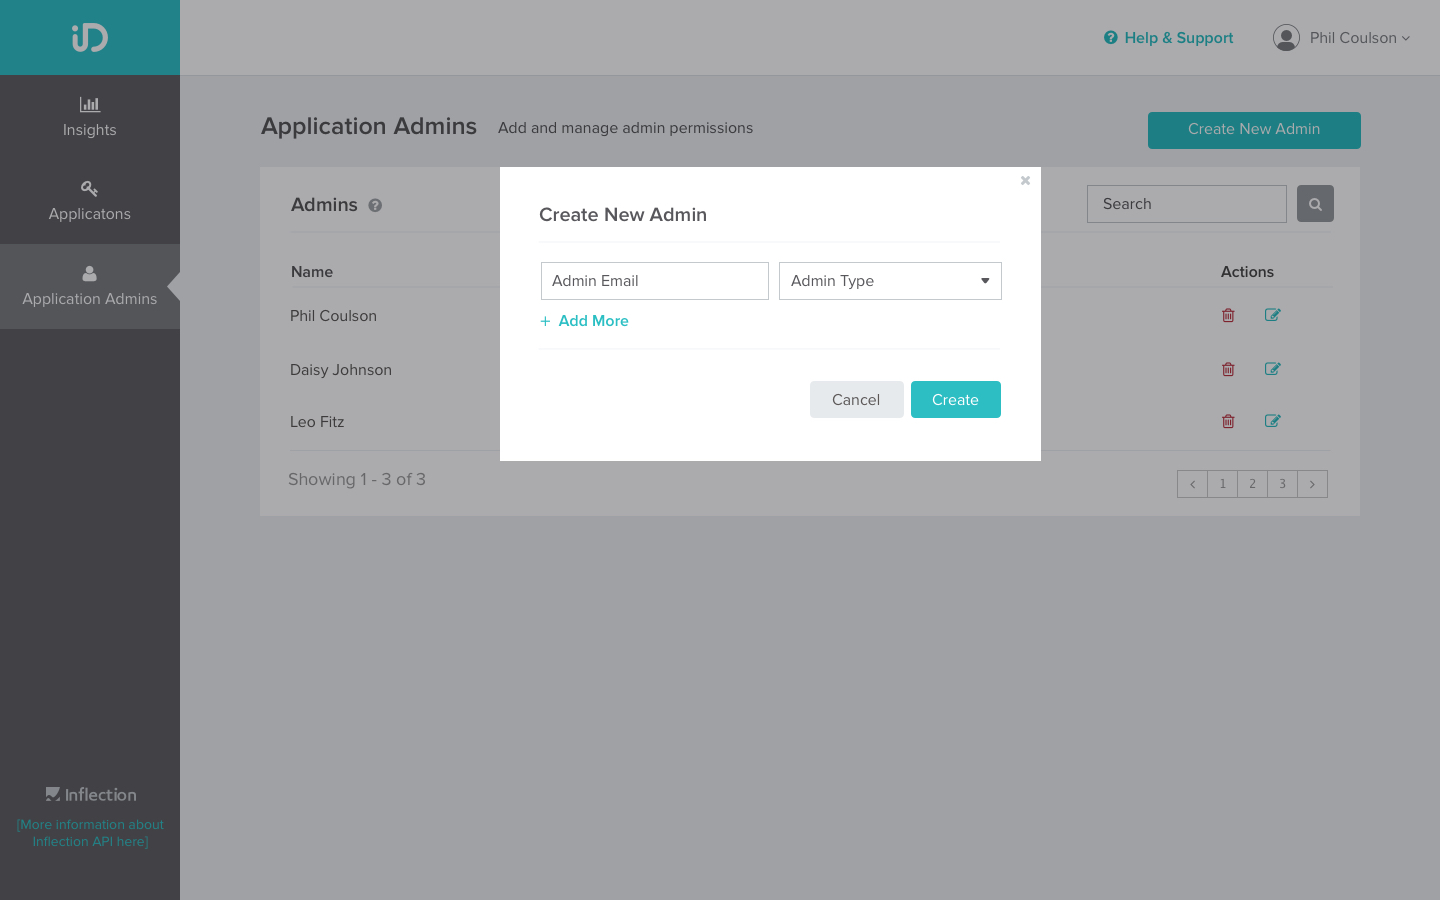 iD
Help & Support
Phil Coulson
Insights
Applicatons
Application Admins
Application Admins
Add and manage admin permissions
Create New Admin
Admins
Search
Name
Actions
Phil Coulson
Daisy Johnson
Leo Fitz
Showing 1 - 3 of 3
1 2 3
Create New Admin
Admin Email
Admin Type
+ Add More
Cancel
Create
Inflection
[More information about
Inflection API here]